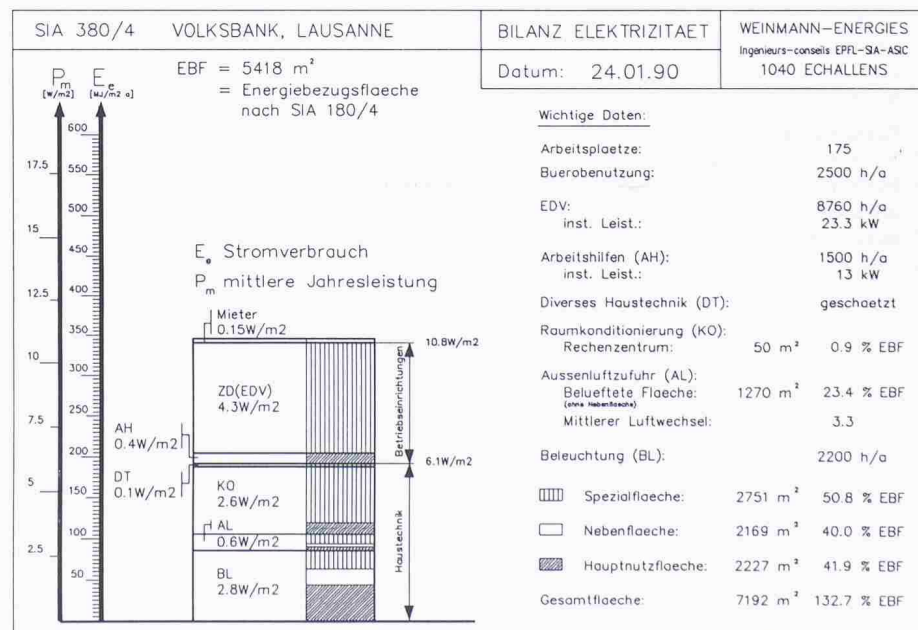 SIA 380/4 VOLKSBANK, LAUSANNE
BILANZ ELEKTRIZITAET
Datum: 24.01.90
WEINMANN-ENERGIES
Ingenieurs-conseils EPFL-SIA-ASIC
1040 ECHALLENS
EBF = 5418 m²
= Energiebezugsflaeche
nach SIA 180/4
P_m
[W/m2]
E_e
[MJ/m2 a]
17.5
15
12.5
10
7.5
5
2.5
600
550
500
450
400
350
300
250
200
150
100
50
E_e Stromverbrauch
P_m mittlere Jahresleistung
Mieter
0.15W/m2
10.8W/m2
ZD(EDV)
4.3W/m2
Betriebseinrichtungen
AH
0.4W/m2
6.1W/m2
DT
0.1W/m2
KO
2.6W/m2
AL
0.6W/m2
Haustechnik
BL
2.8W/m2
Wichtige Daten:
Arbeitsplaetze: 175
Buerobenutzung: 2500 h/a
EDV: 8760 h/a
inst. Leist.: 23.3 kW
Arbeitshilfen (AH): 1500 h/a
inst. Leist.: 13 kW
Diverses Haustechnik (DT): geschaetzt
Raumkonditionierung (KO):
Rechenzentrum: 50 m² 0.9 % EBF
Aussenluftzufuhr (AL):
Belueftete Flaeche: 1270 m² 23.4 % EBF
(ohne Nebenflaeche)
Mittlerer Luftwechsel: 3.3
Beleuchtung (BL): 2200 h/a
Spezialflaeche: 2751 m² 50.8 % EBF
Nebenflaeche: 2169 m² 40.0 % EBF
Hauptnutzflaeche: 2227 m² 41.9 % EBF
Gesamtflaeche: 7192 m² 132.7 % EBF